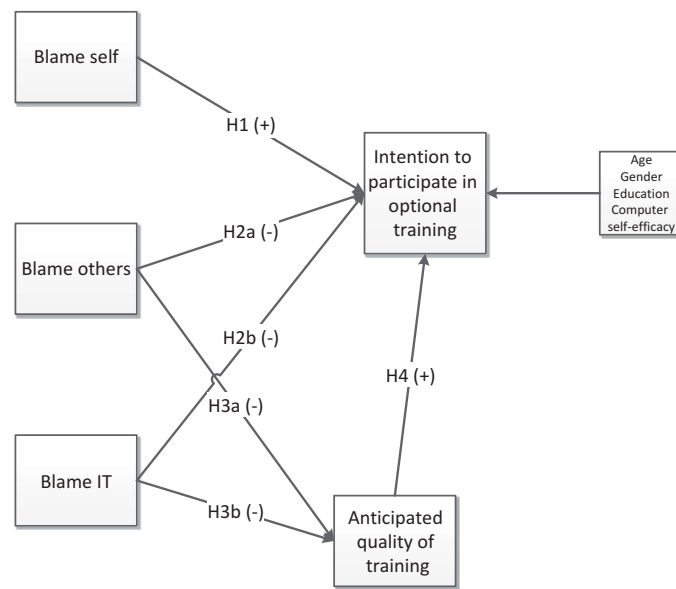 Blame self
H1 (+)
Intention to
participate in
optional
training
Age
Gender
Education
Computer
self-efficacy
Blame others
H2a (-)
H2b (-)
H3a (-)
H4 (+)
Blame IT
H3b (-)
Anticipated
quality of
training